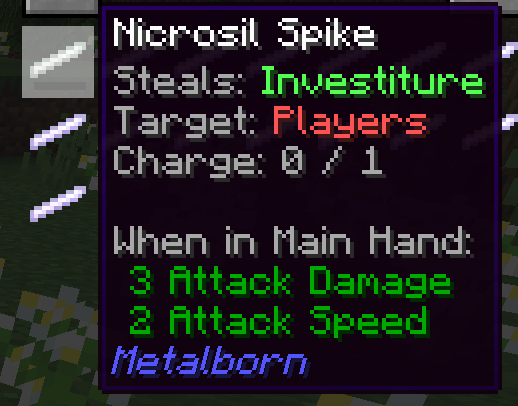 Nicrosil Spike
Steals: Investiture
Target: Players
Charge: 0 / 1
When in Main Hand:
3 Attack Damage
2 Attack Speed
Metalborn